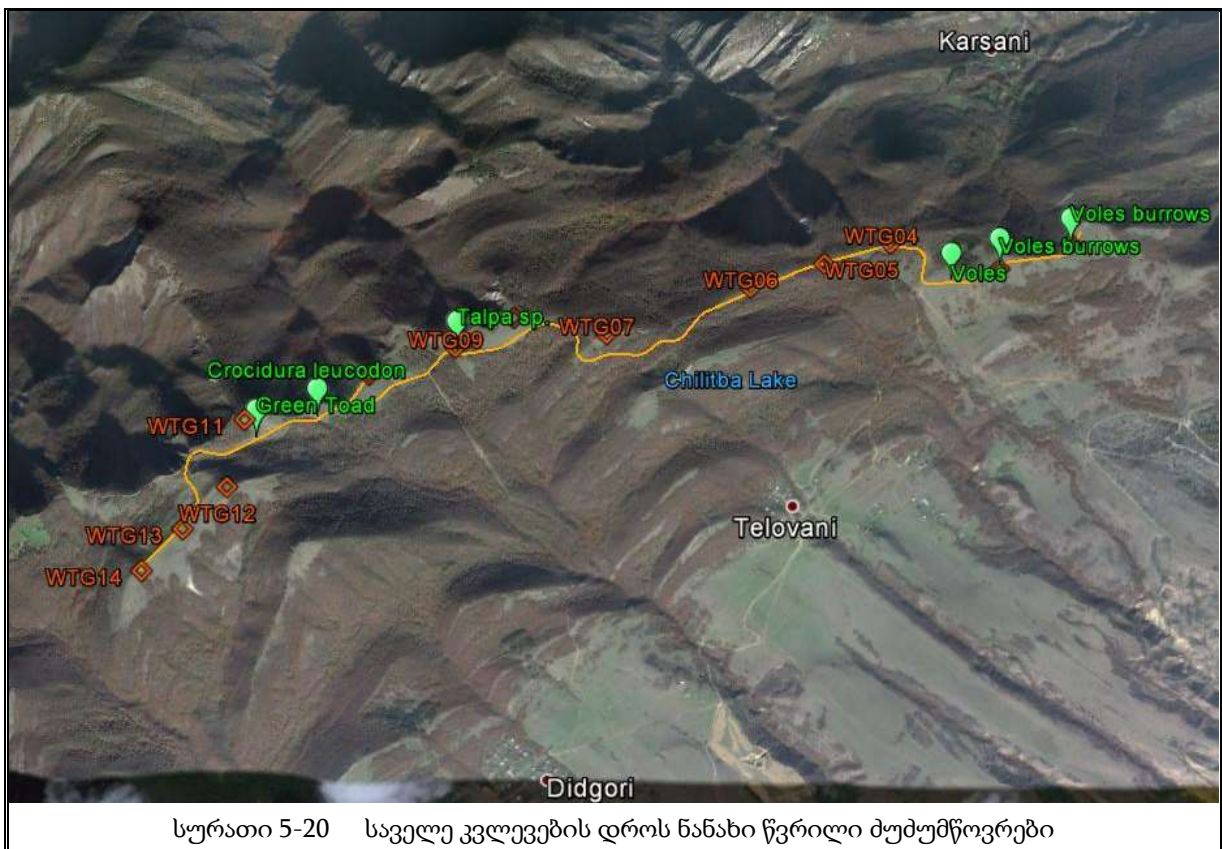 Karsani
Voles burrows
WTG04
Voles burrows
WTG05
Voles
WTG06
Talpa sp.
WTG07
WTG09
Crocidura leucodon
Chilitba Lake
Green Toad
WTG11
WTG12
Telovani
WTG13
WTG14
Didgori
სურათი 5-20 საველე კვლევების დროს ნანახი წვრილი ძუძუმწოვრები